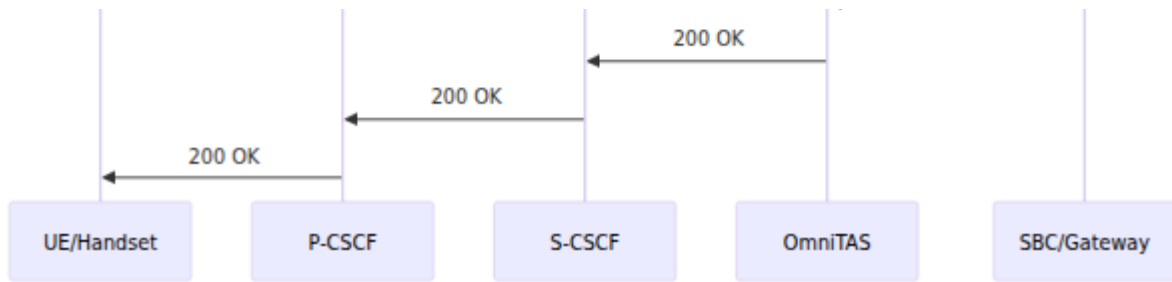 200 OK
200 OK
200 OK
UE/Handset
P-CSCF
S-CSCF
OmniTAS
SBC/Gateway